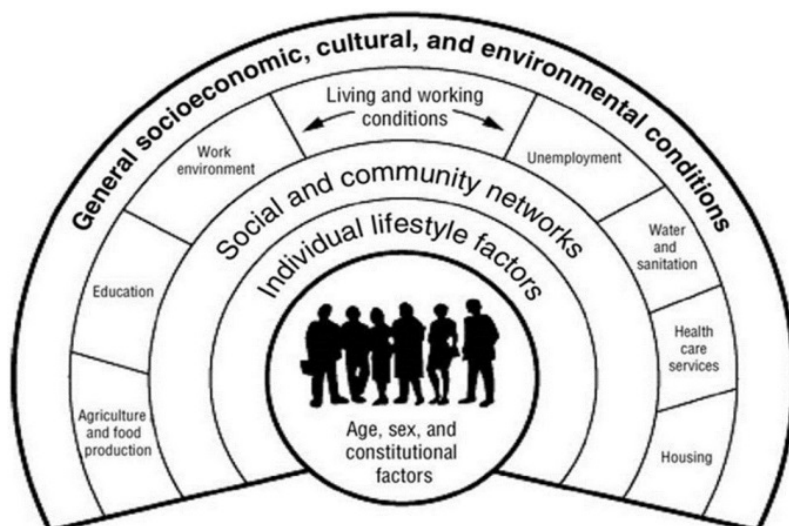 General socioeconomic, cultural, and environmental conditions
Living and working
conditions
Work
environment
Unemployment
Social and community networks
Water
and
sanitation
Individual lifestyle factors
Education
Health
care
services
Agriculture
and food
production
Age, sex, and
constitutional
factors
Housing